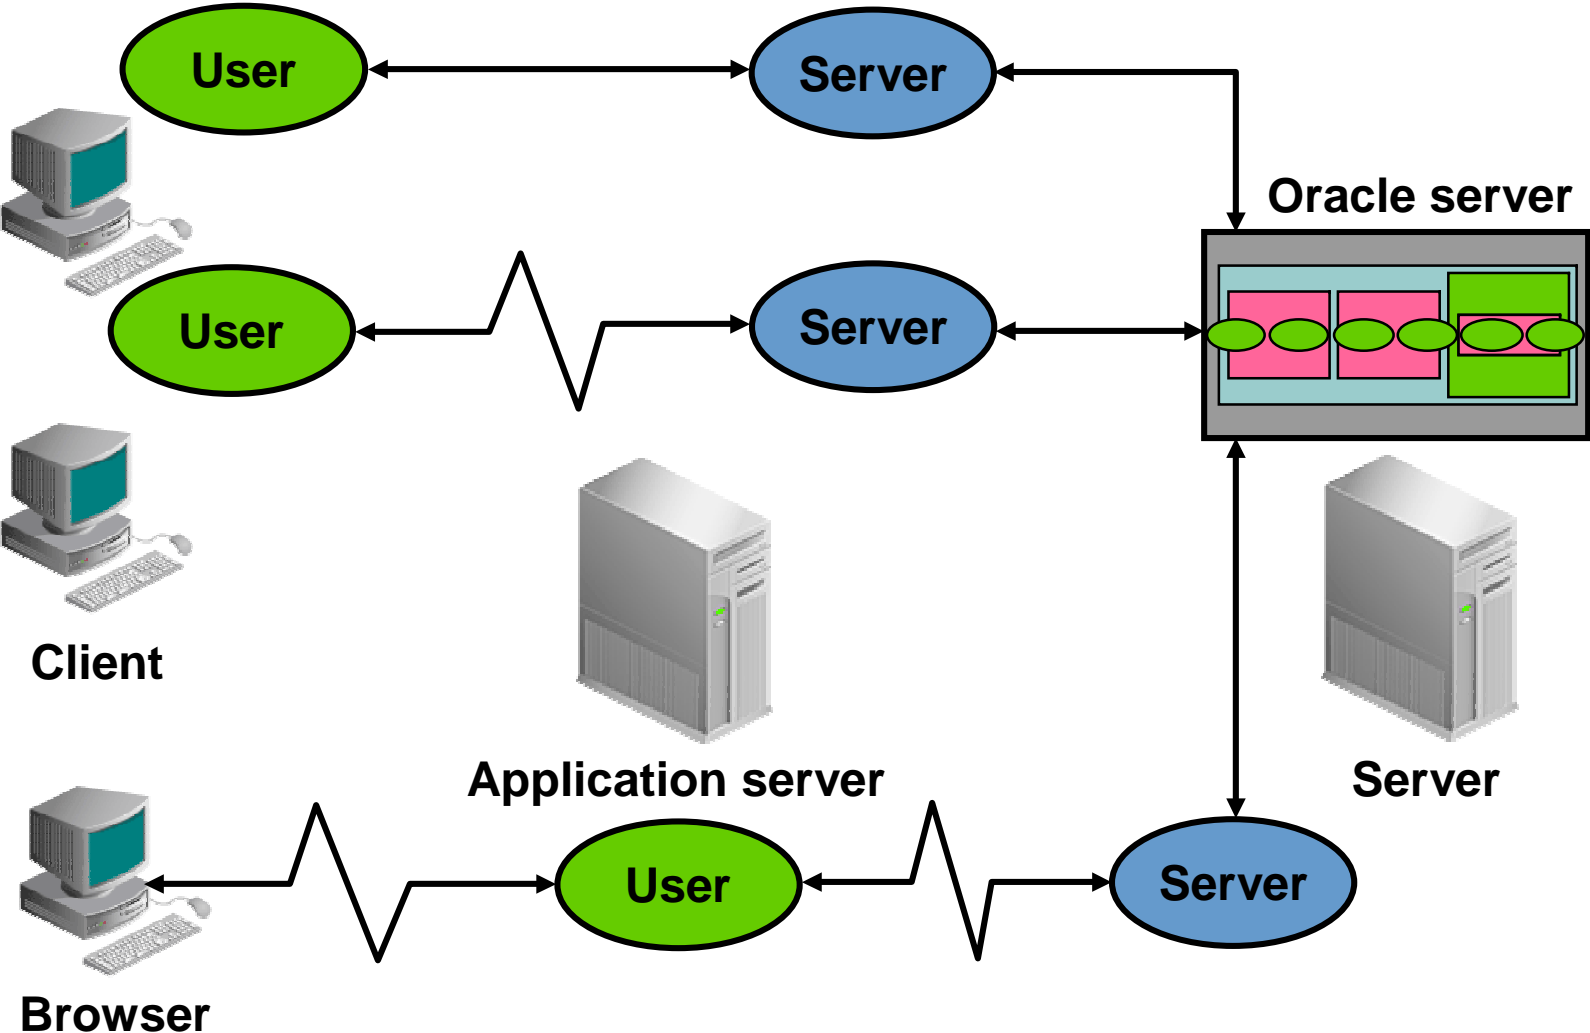 User
Server
Oracle server
User
Server
Client
Application server
Server
User
Server
Browser